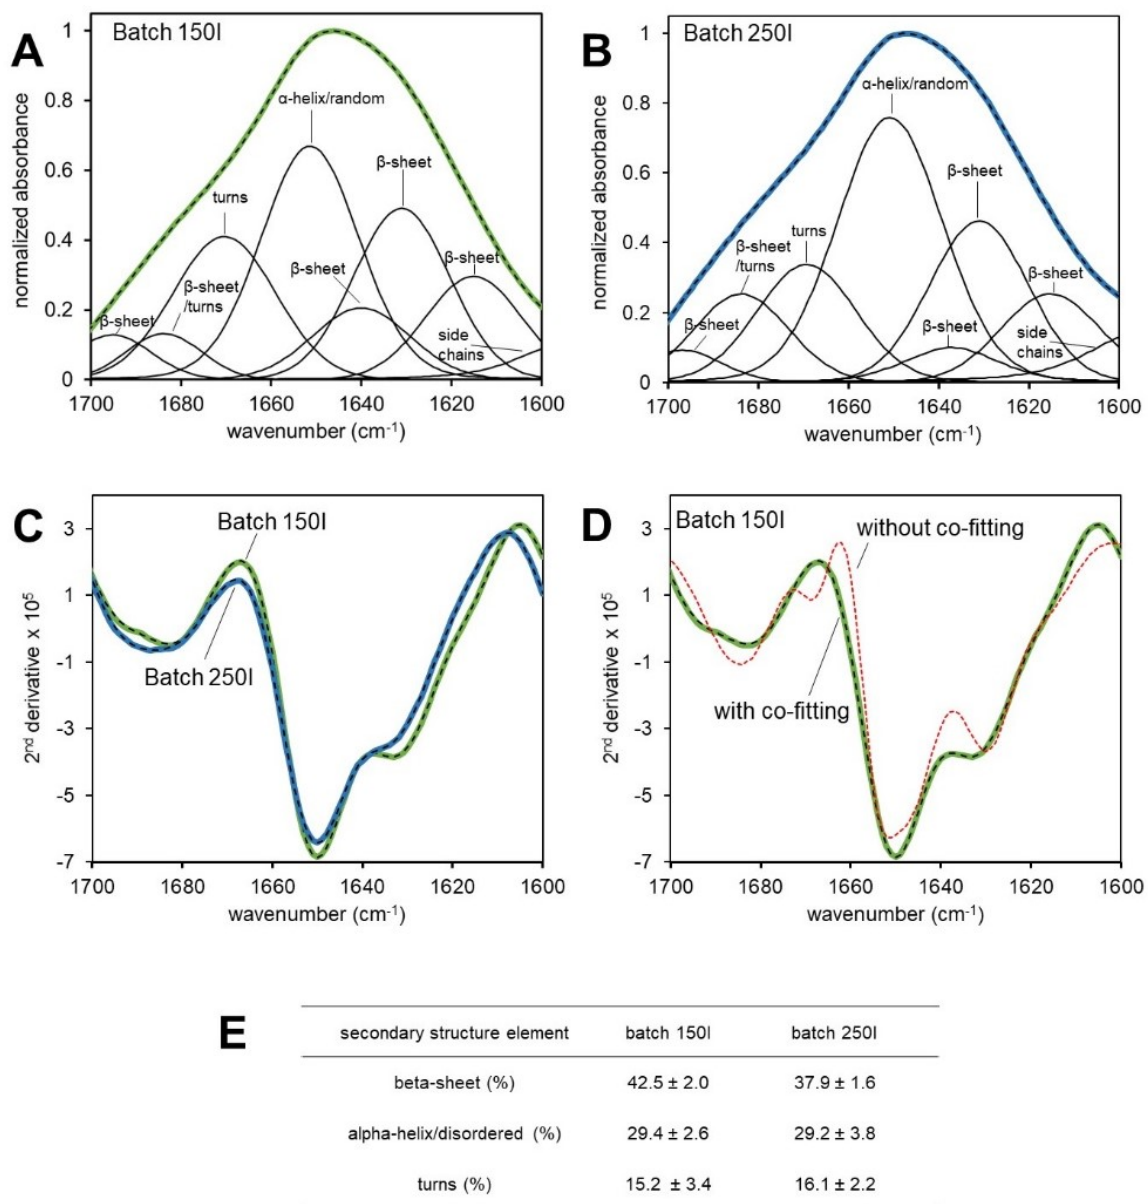 A
Batch 150I
normalized absorbance
1
0.8
0.6
0.4
0.2
0
α-helix/random
β-sheet
turns
β-sheet
β-sheet
β-sheet
/turns
β-sheet
side
chains
1700 1680 1660 1640 1620 1600
wavenumber (cm-1)
B
Batch 250I
normalized absorbance
1
0.8
0.6
0.4
0.2
0
α-helix/random
β-sheet
turns
β-sheet
/turns
β-sheet
β-sheet
β-sheet
side
chains
1700 1680 1660 1640 1620 1600
wavenumber (cm-1)
C
Batch 150I
Batch 250I
2nd derivative x 10⁵
3
1
-1
-3
-5
-7
1700 1680 1660 1640 1620 1600
wavenumber (cm-1)
D
Batch 150I
without co-fitting
with co-fitting
2nd derivative x 10⁵
3
1
-1
-3
-5
-7
1700 1680 1660 1640 1620 1600
wavenumber (cm-1)
E
secondary structure element batch 150I batch 250I
beta-sheet (%) 42.5 ± 2.0 37.9 ± 1.6
alpha-helix/disordered (%) 29.4 ± 2.6 29.2 ± 3.8
turns (%) 15.2 ± 3.4 16.1 ± 2.2